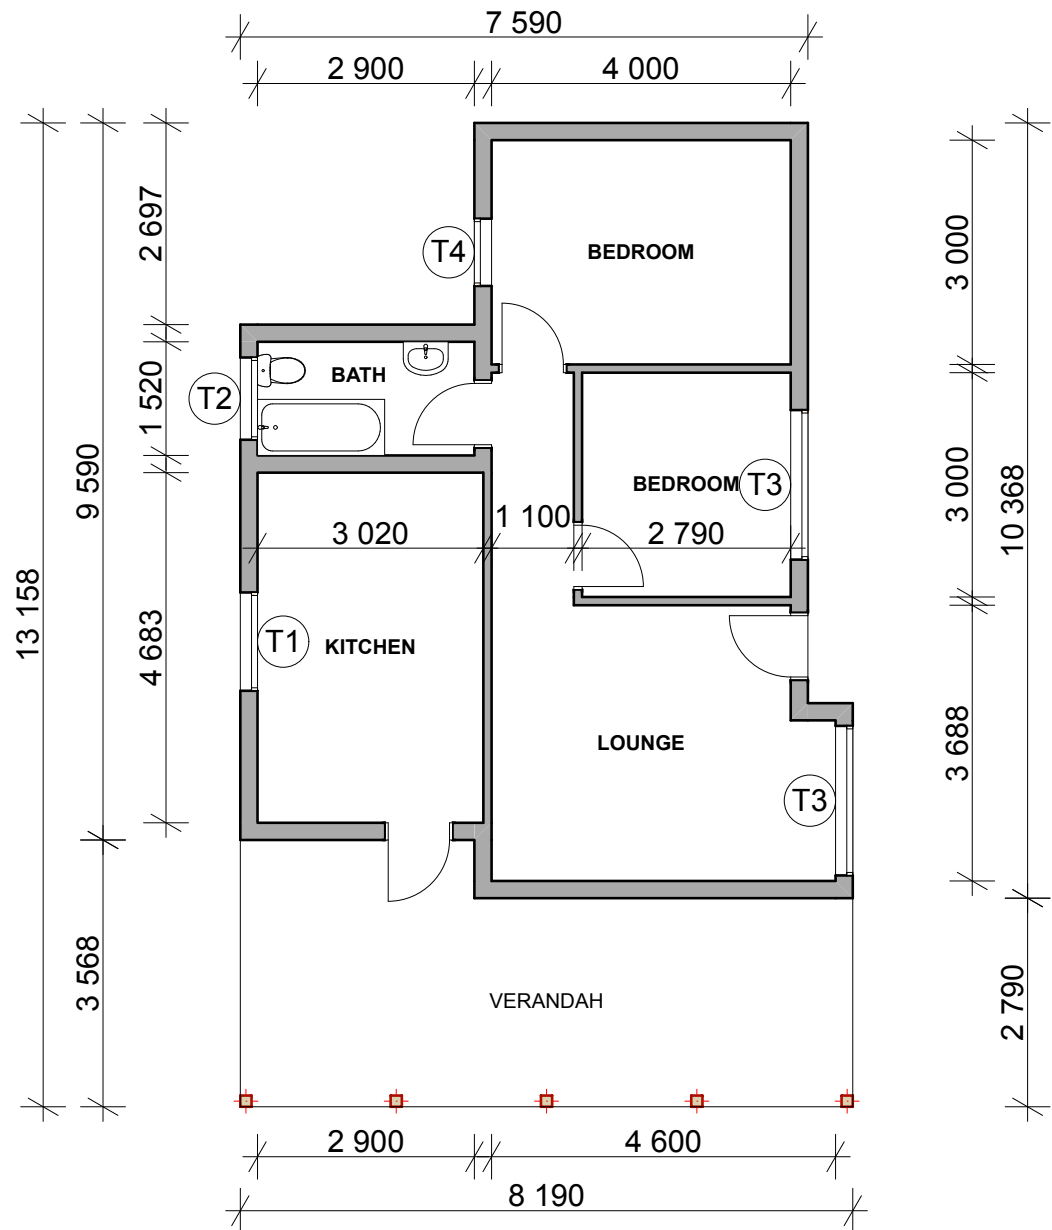 7 590
2 900
4 000
2 697
T4
BEDROOM
3 000
BATH
T2
1 520
9 590
BEDROOM
T3
3 000
10 368
1 100
3 020
2 790
13 158
T1
KITCHEN
4 683
LOUNGE
3 688
T3
3 568
VERANDAH
2 790
2 900
4 600
8 190